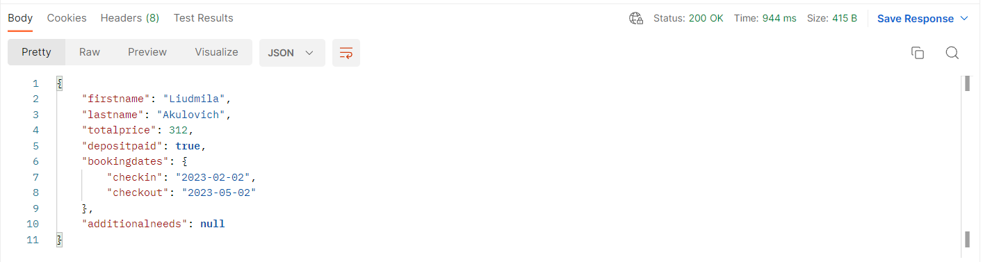 Body Cookies Headers (8) Test Results Status: 200 OK Time: 944 ms Size: 415 B Save Response
Pretty Raw Preview Visualize JSON
1 {
2 "firstname": "Liudmila",
3 "lastname": "Akulovich",
4 "totalprice": 312,
5 "depositpaid": true,
6 "bookingdates": {
7 "checkin": "2023-02-02",
8 "checkout": "2023-05-02"
9 },
10 "additionalneeds": null
11 }